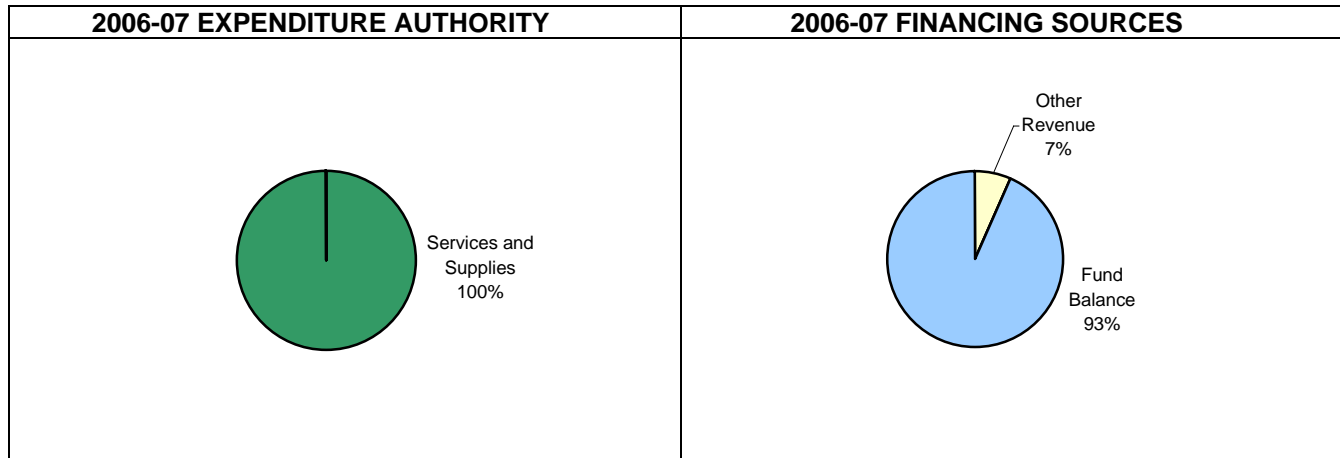 2006-07 EXPENDITURE AUTHORITY
2006-07 FINANCING SOURCES
Services and
Supplies
100%
Other
Revenue
7%
Fund
Balance
93%